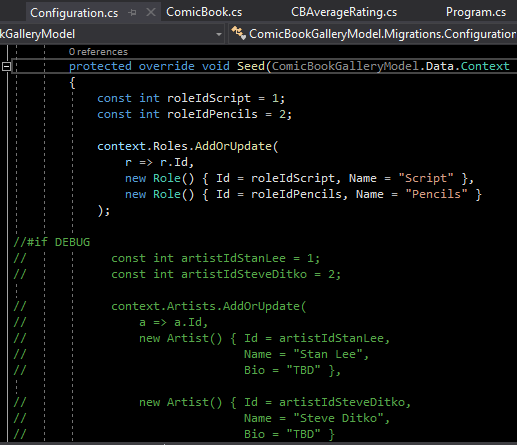 Configuration.cs ComicBook.cs CBAverageRating.cs Program.cs
kGalleryModel ComicBookGalleryModel.Migrations.Configuration
0 references
protected override void Seed(ComicBookGalleryModel.Data.Context
{
const int roleIdScript = 1;
const int roleIdPencils = 2;
context.Roles.AddOrUpdate(
r => r.Id,
new Role() { Id = roleIdScript, Name = "Script" },
new Role() { Id = roleIdPencils, Name = "Pencils" }
);
//#if DEBUG
// const int artistIdStanLee = 1;
// const int artistIdSteveDitko = 2;
// context.Artists.AddOrUpdate(
// a => a.Id,
// new Artist() { Id = artistIdStanLee,
// Name = "Stan Lee",
// Bio = "TBD" },
// new Artist() { Id = artistIdSteveDitko,
// Name = "Steve Ditko",
// Bio = "TBD" }